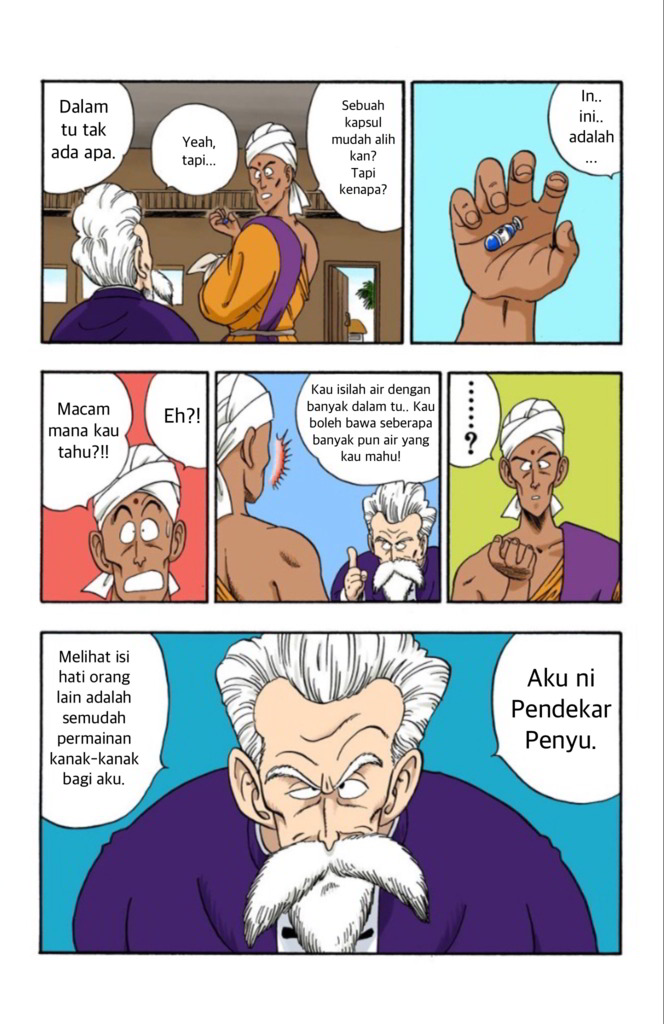 In..
ini..
adalah
...
Sebuah
kapsul
mudah alih
kan?
Tapi
kenapa?
Yeah,
tapi...
Dalam
tu tak
ada apa.
......?
Kau isilah air dengan
banyak dalam tu.. Kau
boleh bawa seberapa
banyak pun air yang
kau mahu!
Eh?!
Macam
mana kau
tahu?!!
Aku ni
Pendekar
Penyu.
Melihat isi
hati orang
lain adalah
semudah
permainan
kanak-kanak
bagi aku.